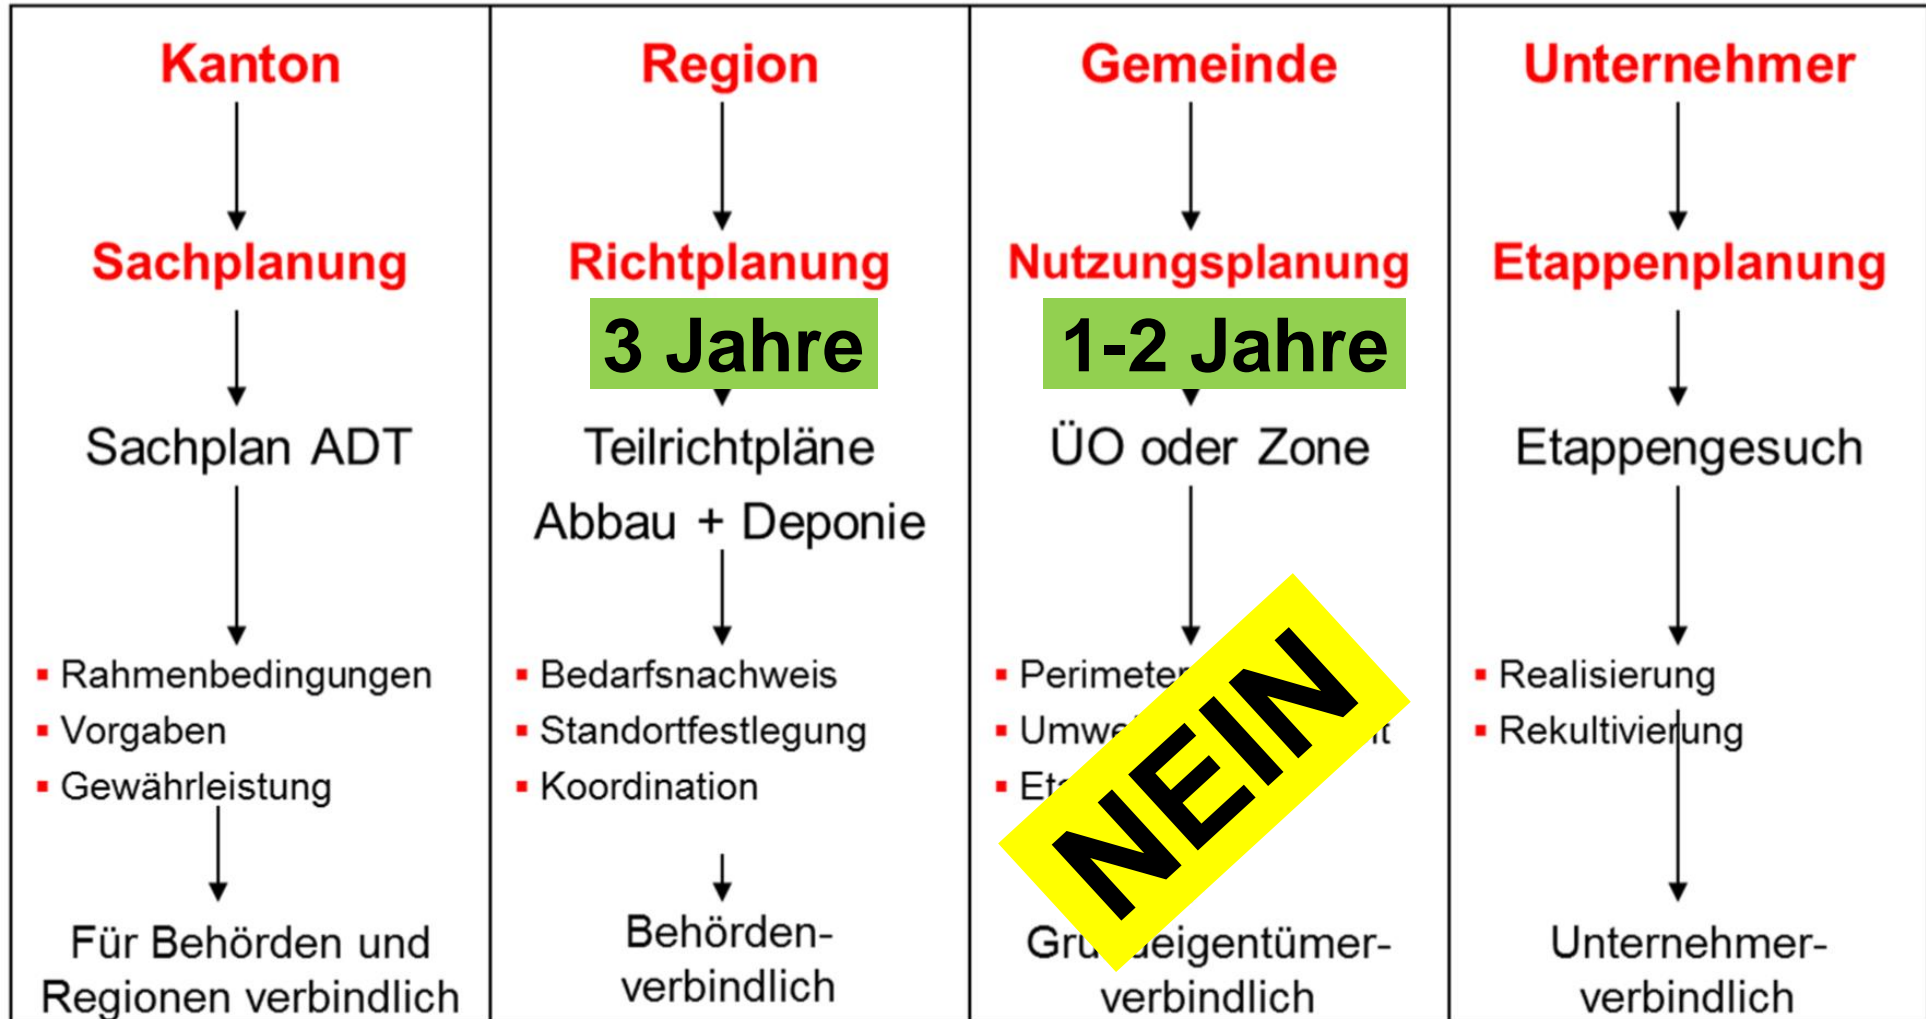 Kanton
Sachplanung
Sachplan ADT
▪ Rahmenbedingungen
▪ Vorgaben
▪ Gewährleistung
Für Behörden und
Regionen verbindlich
Region
Richtplanung
3 Jahre
Teilrichtpläne
Abbau + Deponie
▪ Bedarfsnachweis
▪ Standortfestlegung
▪ Koordination
Behörden-
verbindlich
Gemeinde
Nutzungsplanung
1-2 Jahre
ÜO oder Zone
▪ Perimeter
NEIN
Grundeigentümer-
verbindlich
Unternehmer
Etappenplanung
Etappengesuch
▪ Realisierung
▪ Rekultivierung
Unternehmer-
verbindlich